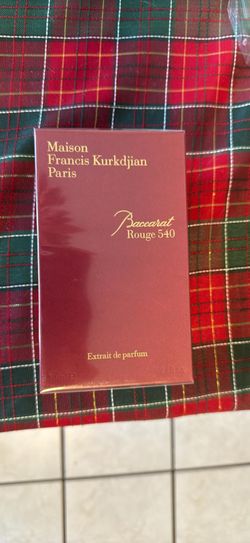 Maison
Francis Kurkdjian
Paris
Baccarat
Rouge 540
Extrait de parfum